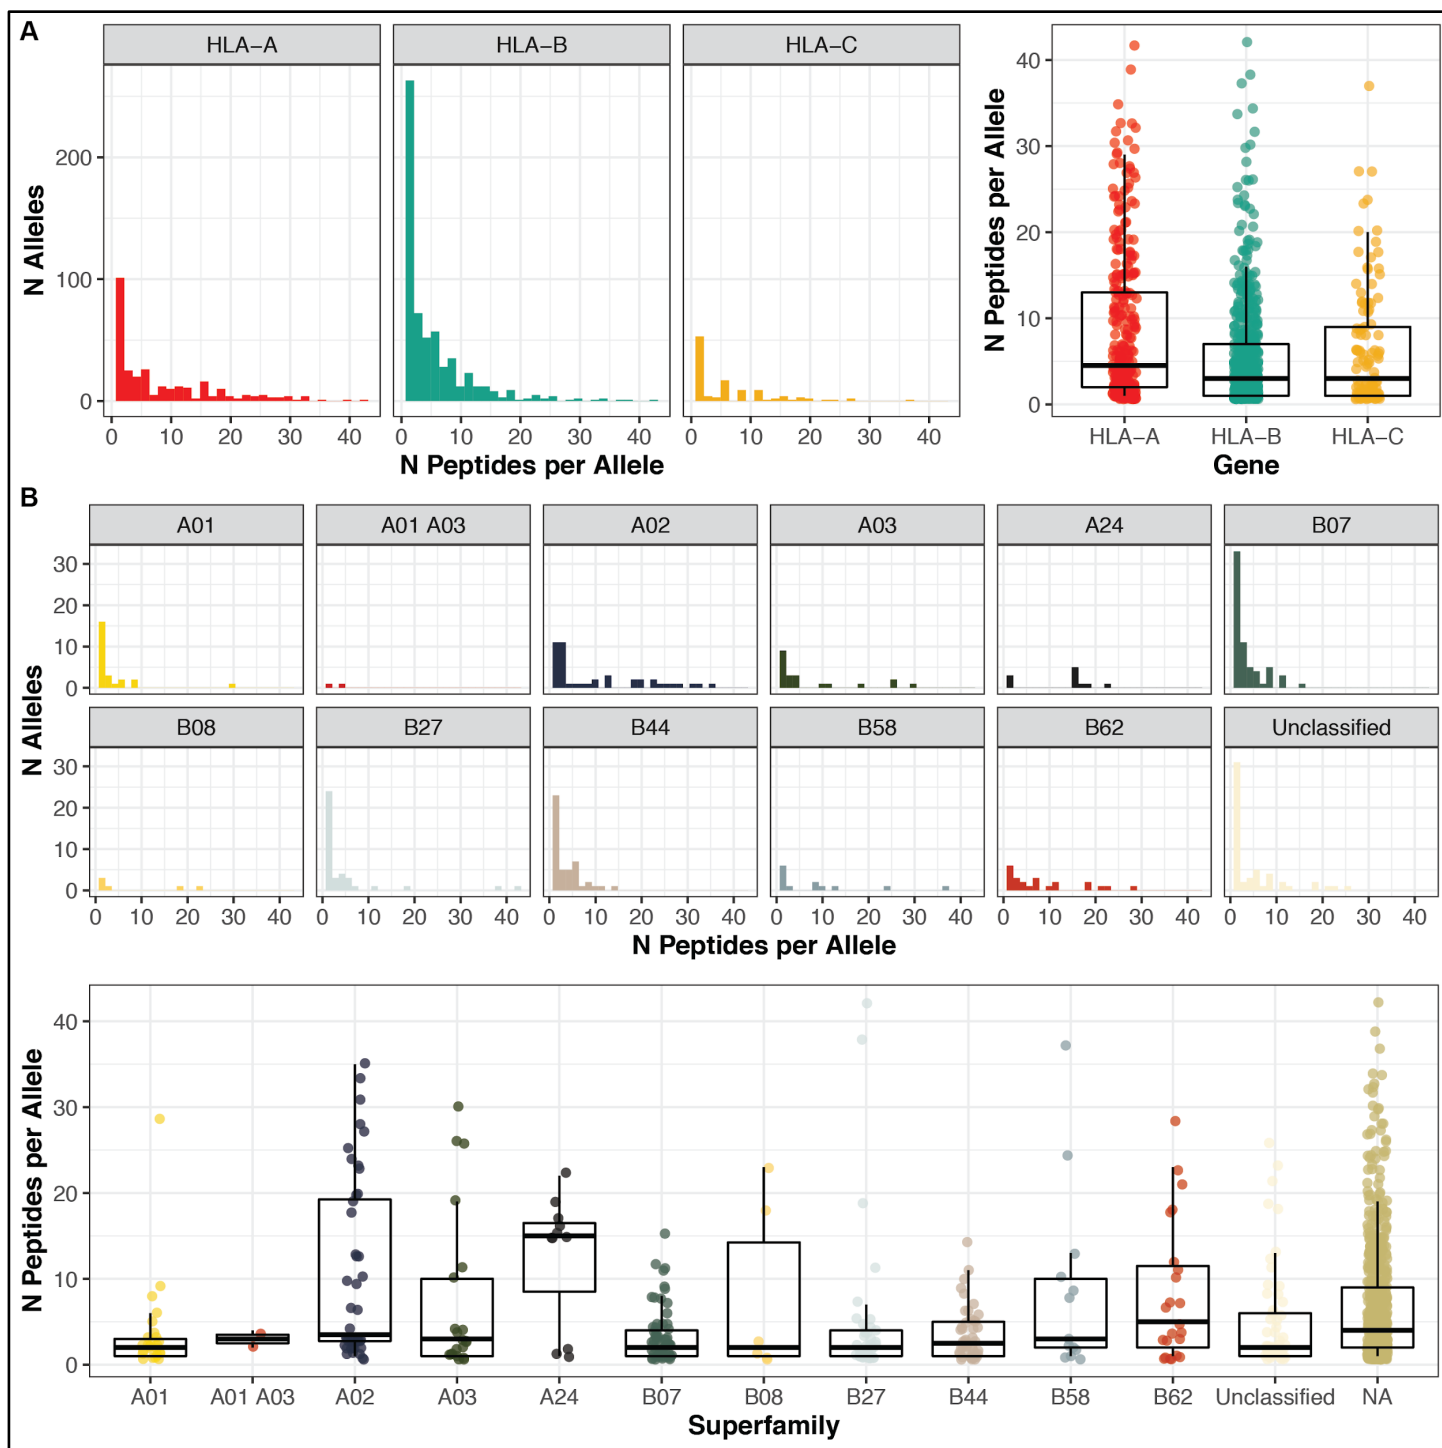 A
HLA−A HLA−B HLA−C
N Alleles
200
100
0
0 10 20 30 40 0 10 20 30 40 0 10 20 30 40
N Peptides per Allele
N Peptides per Allele
40
30
20
10
0
HLA−A HLA−B HLA−C
Gene
B
A01 A01 A03 A02 A03 A24 B07
30
20
10
0
N Alleles
B08 B27 B44 B58 B62 Unclassified
30
20
10
0
0 10 20 30 40 0 10 20 30 40 0 10 20 30 40 0 10 20 30 40 0 10 20 30 40 0 10 20 30 40
N Peptides per Allele
N Peptides per Allele
40
30
20
10
0
A01 A01 A03 A02 A03 A24 B07 B08 B27 B44 B58 B62 Unclassified NA
Superfamily